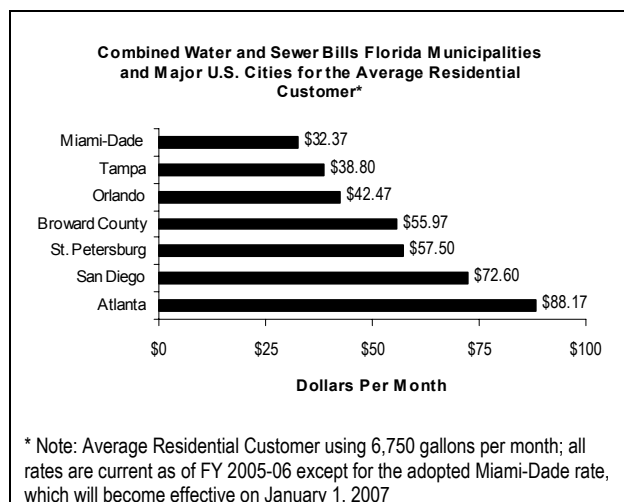 Combined Water and Sewer Bills Florida Municipalities
and Major U.S. Cities for the Average Residential
Customer*
Miami-Dade $32.37
Tampa $38.80
Orlando $42.47
Broward County $55.97
St. Petersburg $57.50
San Diego $72.60
Atlanta $88.17
$0 $25 $50 $75 $100
Dollars Per Month
* Note: Average Residential Customer using 6,750 gallons per month; all
rates are current as of FY 2005-06 except for the adopted Miami-Dade rate,
which will become effective on January 1, 2007